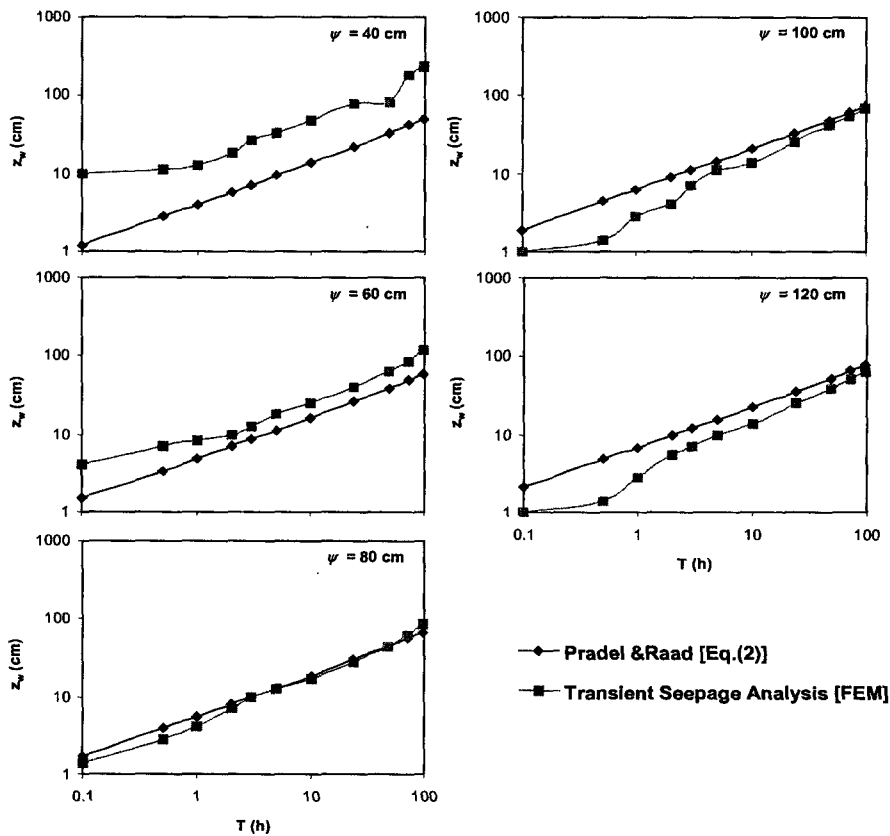 ψ = 40 cm
1000
100
10
1
z_w (cm)
ψ = 60 cm
1000
100
10
1
z_w (cm)
ψ = 80 cm
1000
100
10
1
z_w (cm)
0.1 1 10 100
T (h)
ψ = 100 cm
1000
100
10
1
z_w (cm)
ψ = 120 cm
1000
100
10
1
z_w (cm)
0.1 1 10 100
T (h)
Pradel &Raad [Eq.(2)]
Transient Seepage Analysis [FEM]